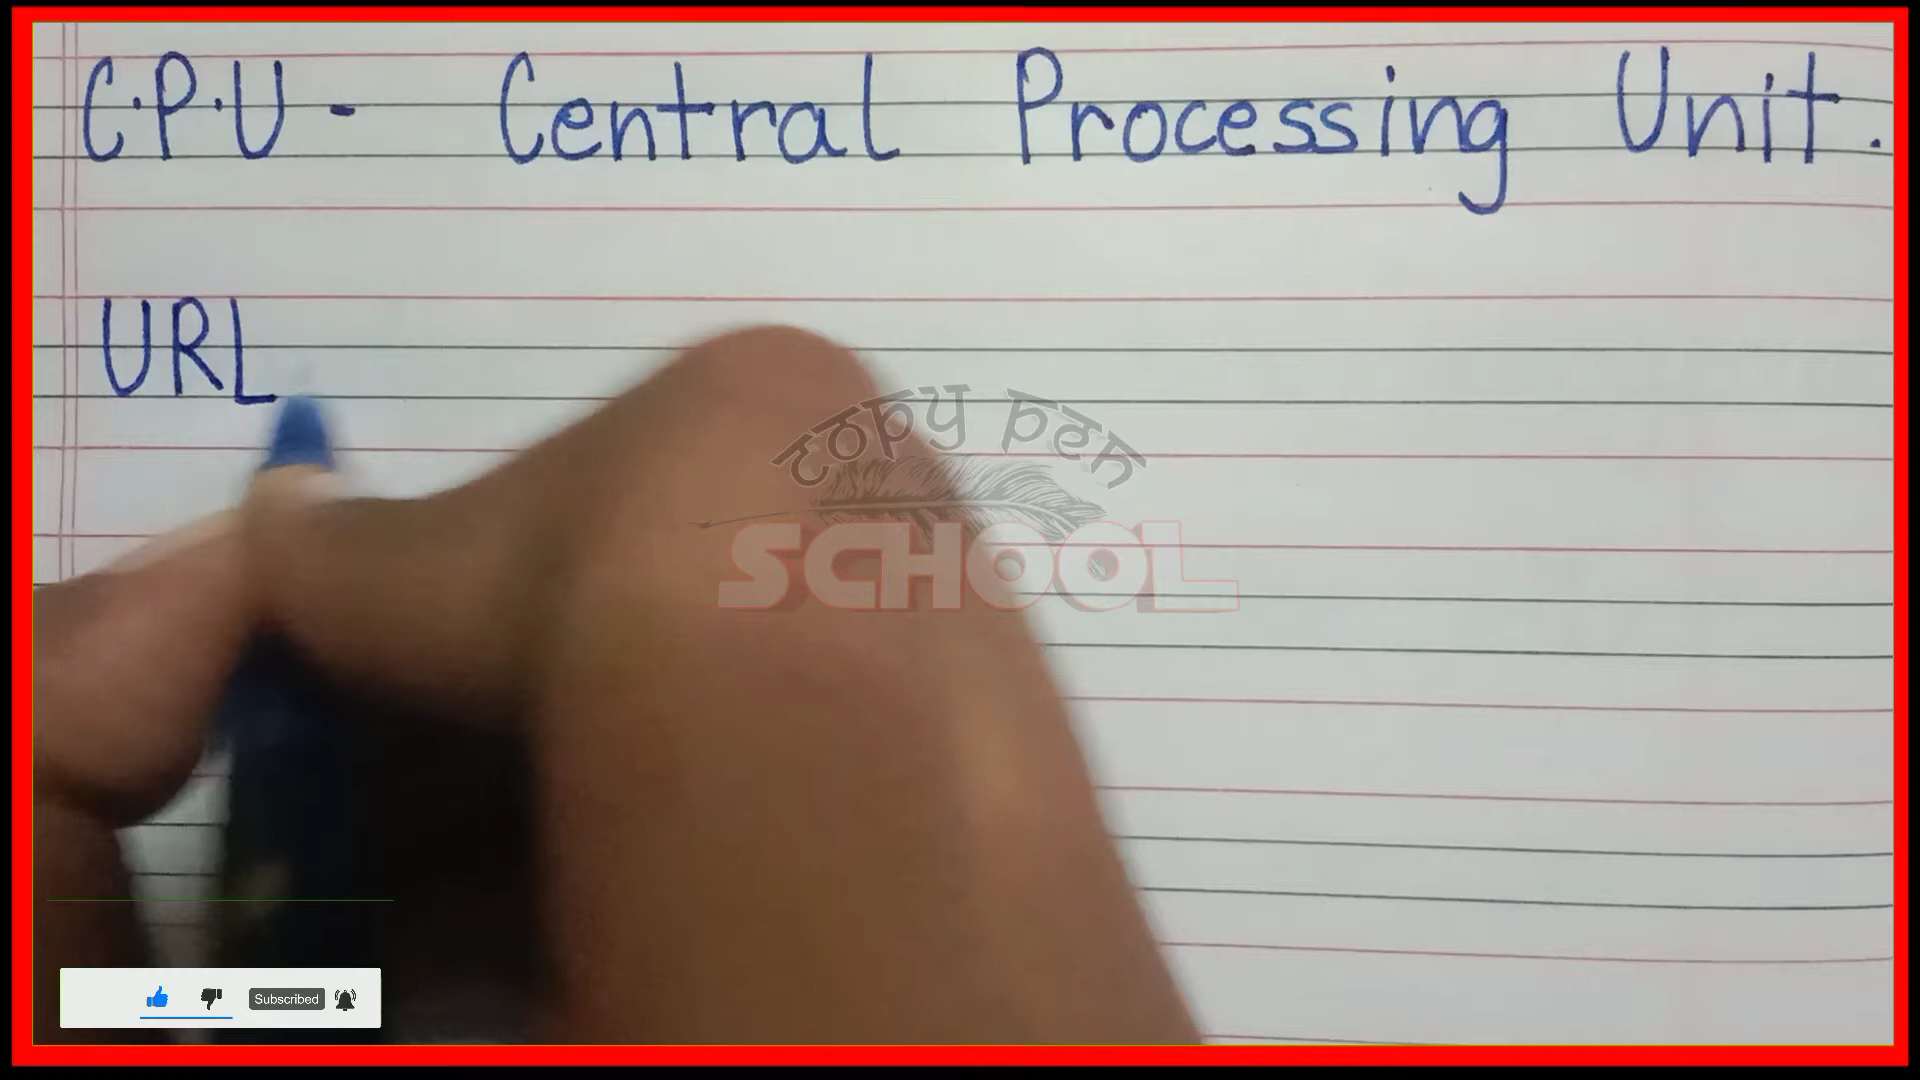 C.P.U - Central Processing Unit.
URL
copy pen
SCHOOL
Subscribed